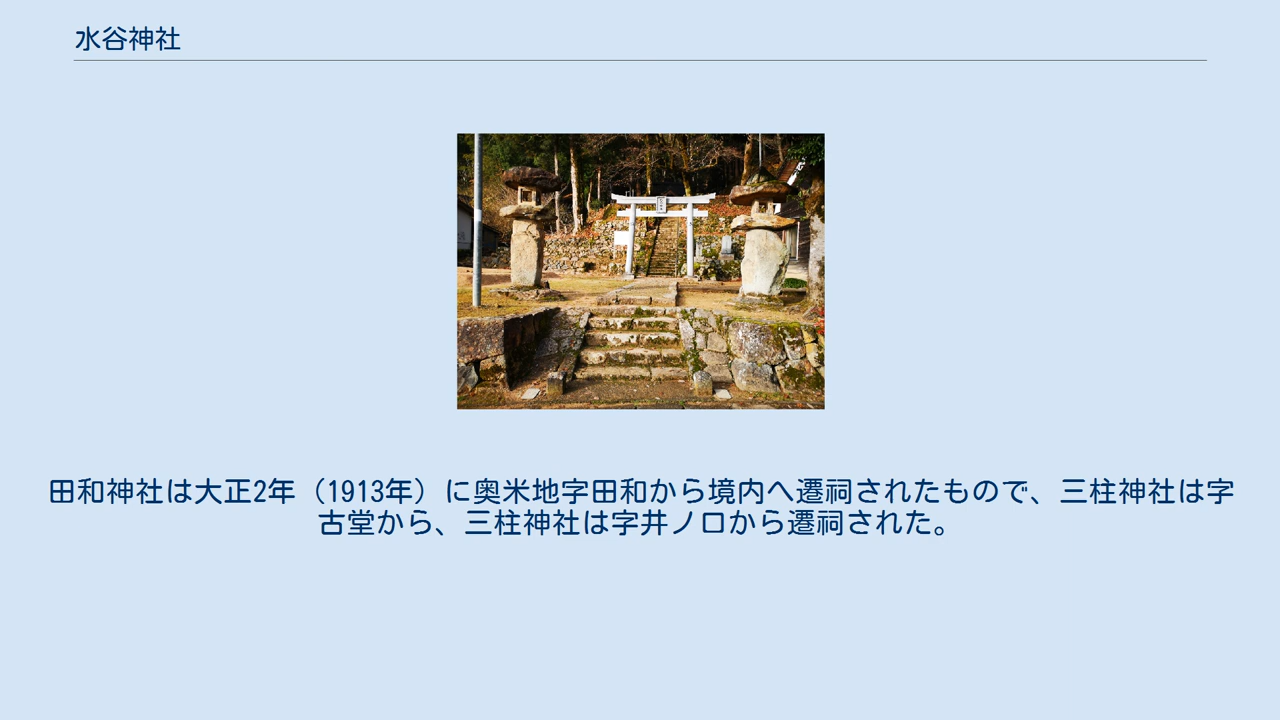 水谷神社
田和神社は大正2年（1913年）に奥米地字田和から境内へ遷祠されたもので、三柱神社は字
古堂から、三柱神社は字井ノ口から遷祠された。